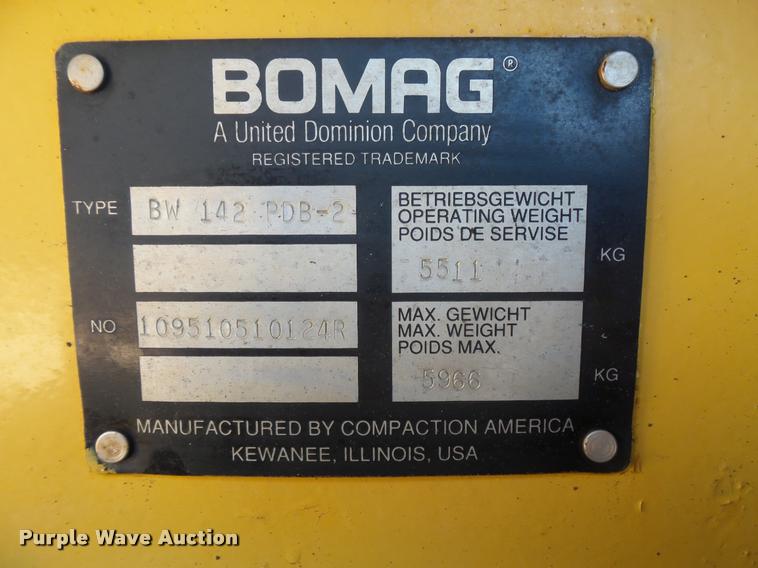 BOMAG®
A United Dominion Company
REGISTERED TRADEMARK
TYPE BW 142 PDB-2
BETRIEBSGEWICHT
OPERATING WEIGHT
POIDS DE SERVISE
5511 KG
NO 109510510124R
MAX. GEWICHT
MAX. WEIGHT
POIDS MAX.
5966 KG
MANUFACTURED BY COMPACTION AMERICA
KEWANEE, ILLINOIS, USA
Purple Wave Auction